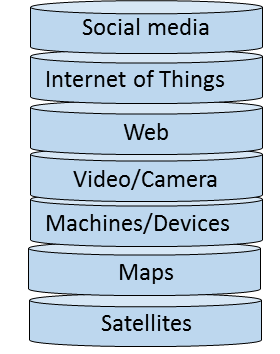 Social media
Internet of Things
Web
Video/Camera
Machines/Devices
Maps
Satellites